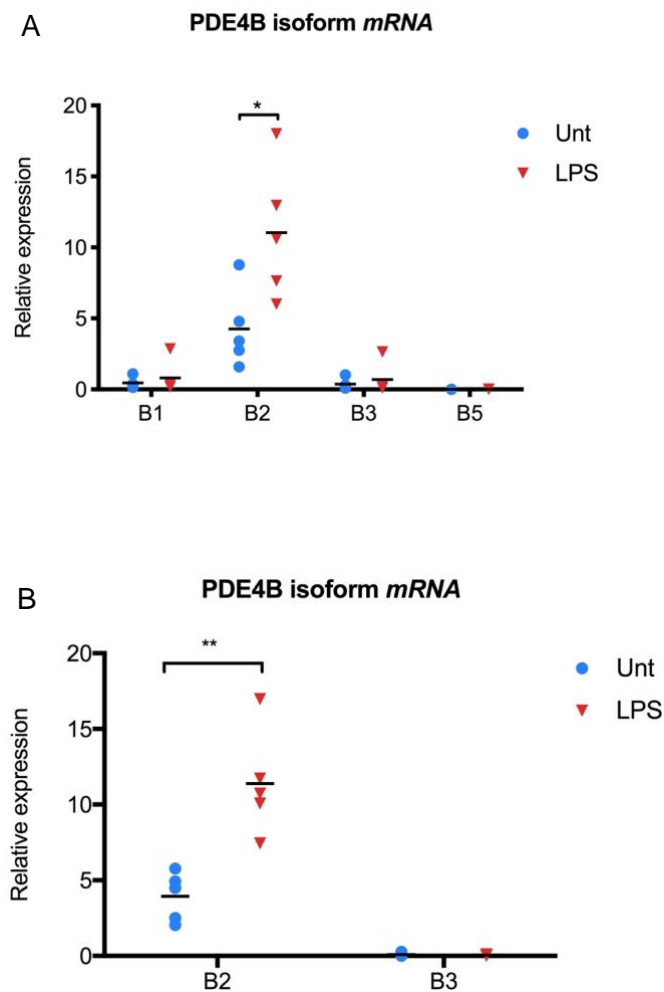 A
PDE4B isoform mRNA
Relative expression
20
15
10
5
0
*
B1
B2
B3
B5
Unt
LPS
B
PDE4B isoform mRNA
Relative expression
20
15
10
5
0
**
B2
B3
Unt
LPS